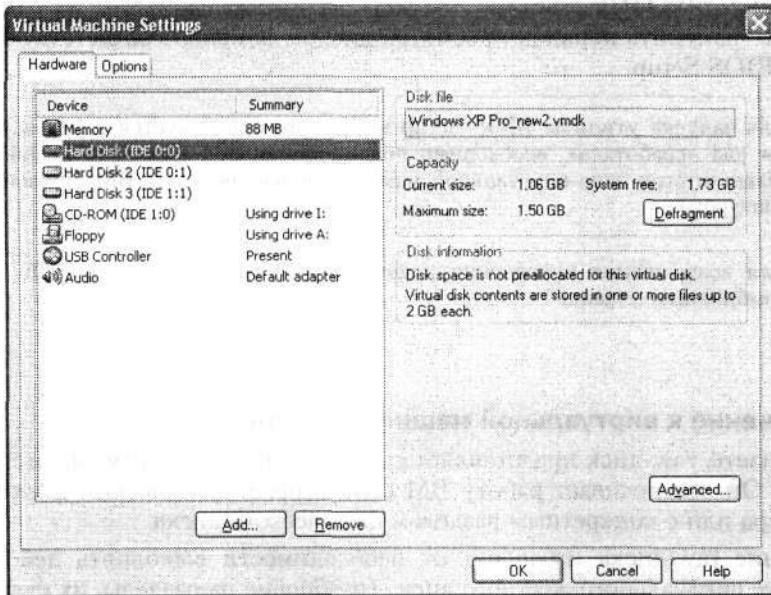 Virtual Machine Settings
Hardware Options
Device Summary
Memory 88 MB
Hard Disk (IDE 0:0)
Hard Disk 2 (IDE 0:1)
Hard Disk 3 (IDE 1:1)
CD-ROM (IDE 1:0) Using drive I:
Floppy Using drive A:
USB Controller Present
Audio Default adapter
Add... Remove
Disk file
Windows XP Pro_new2.vmdk
Capacity
Current size: 1.06 GB System free: 1.73 GB
Maximum size: 1.50 GB Defragment
Disk information
Disk space is not preallocated for this virtual disk.
Virtual disk contents are stored in one or more files up to
2 GB each.
Advanced...
OK Cancel Help